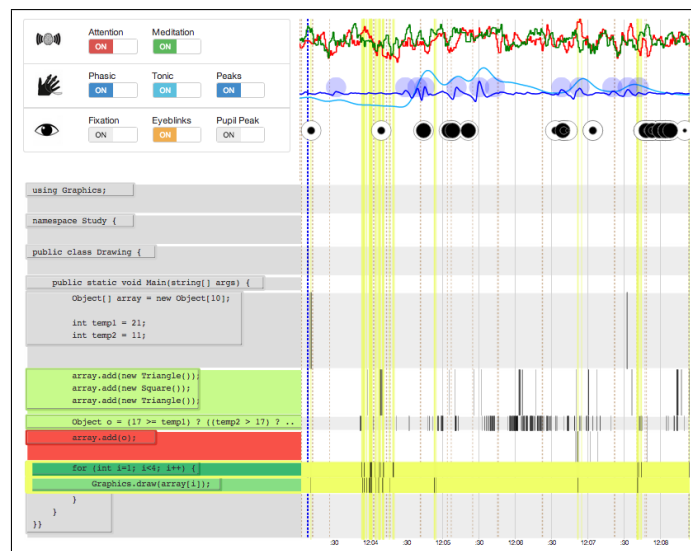 Attention Meditation
ON ON
Phasic Tonic Peaks
ON ON ON
Fixation Eyeblinks Pupil Peak
ON ON ON
using Graphics;
namespace Study {
public class Drawing {
public static void Main(string[] args) {
Object[] array = new Object[10];
int temp1 = 21;
int temp2 = 11;
array.add(new Triangle());
array.add(new Square());
array.add(new Triangle());
Object o = (17 >= temp1) ? ((temp2 > 17) ? ..
array.add(o);
for (int i=1; i<4; i++) {
Graphics.draw(array[i]);
}
}
}}
:30 12:04 :30 12:05 :30 12:06 :30 12:07 :30 12:08